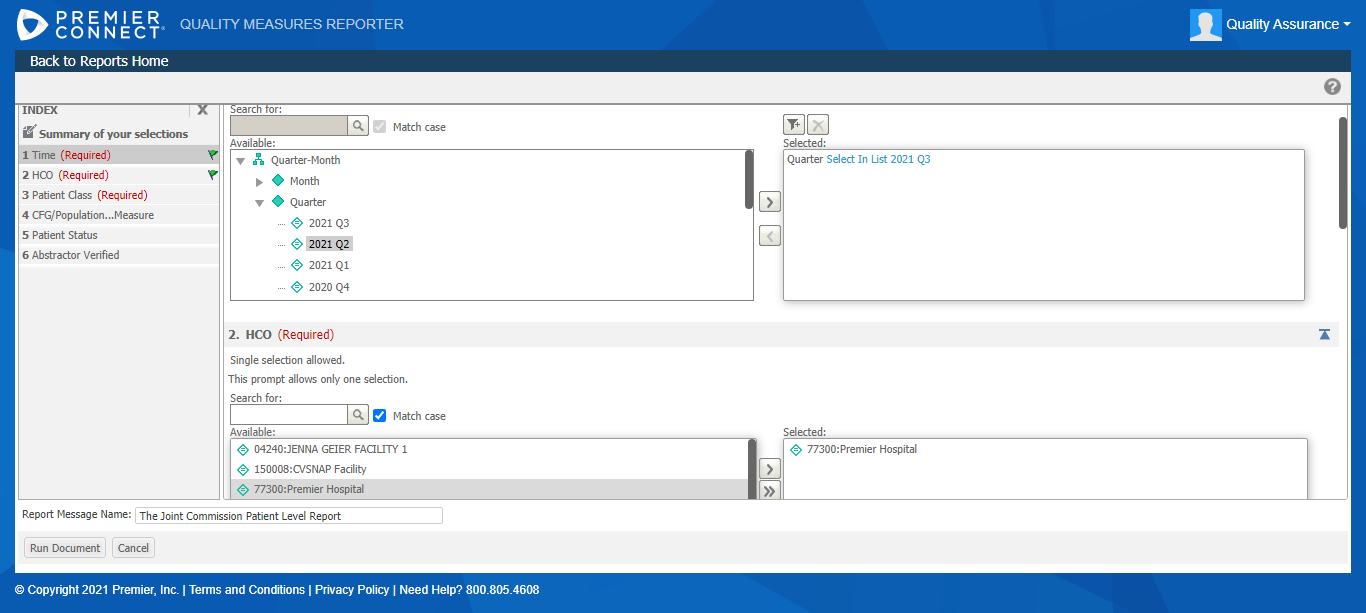 PREMIER
CONNECT
QUALITY MEASURES REPORTER
Quality Assurance
Back to Reports Home
INDEX
X
Summary of your selections
1 Time (Required)
2 HCO (Required)
3 Patient Class (Required)
4 CFG/Population...Measure
5 Patient Status
6 Abstractor Verified
Search for:
Match case
Available:
Quarter-Month
Month
Quarter
2021 Q3
2021 Q2
2021 Q1
2020 Q4
Selected:
Quarter Select In List 2021 Q3
2. HCO (Required)
Single selection allowed.
This prompt allows only one selection.
Search for:
Match case
Available:
04240:JENNA GEIER FACILITY 1
150008:CVSNAP Facility
77300:Premier Hospital
Selected:
77300:Premier Hospital
Report Message Name: The Joint Commission Patient Level Report
Run Document Cancel
© Copyright 2021 Premier, Inc. | Terms and Conditions | Privacy Policy | Need Help? 800.805.4608